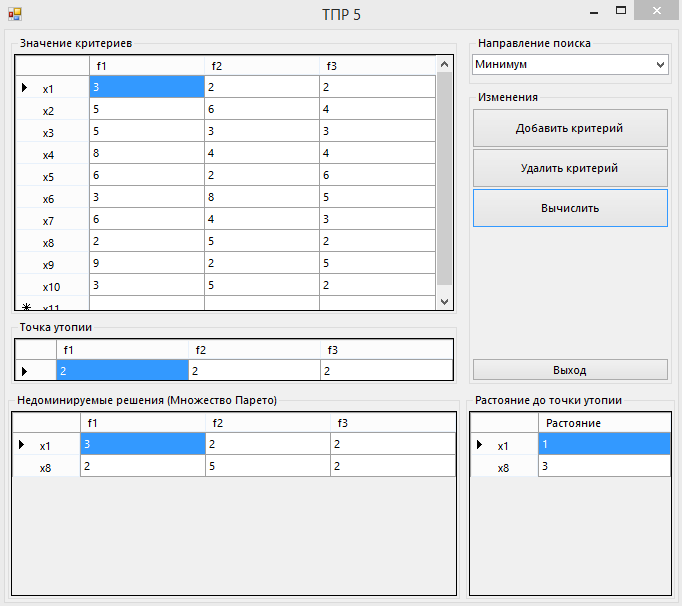 ТПР 5
Значение критериев
f1 f2 f3
x1 3 2 2
x2 5 6 4
x3 5 3 3
x4 8 4 4
x5 6 2 6
x6 3 8 5
x7 6 4 3
x8 2 5 2
x9 9 2 5
x10 3 5 2
x11
Направление поиска
Минимум
Изменения
Добавить критерий
Удалить критерий
Вычислить
Выход
Точка утопии
f1 f2 f3
2 2 2
Недоминируемые решения (Множество Парето)
f1 f2 f3
x1 3 2 2
x8 2 5 2
Растояние до точки утопии
Растояние
x1 1
x8 3